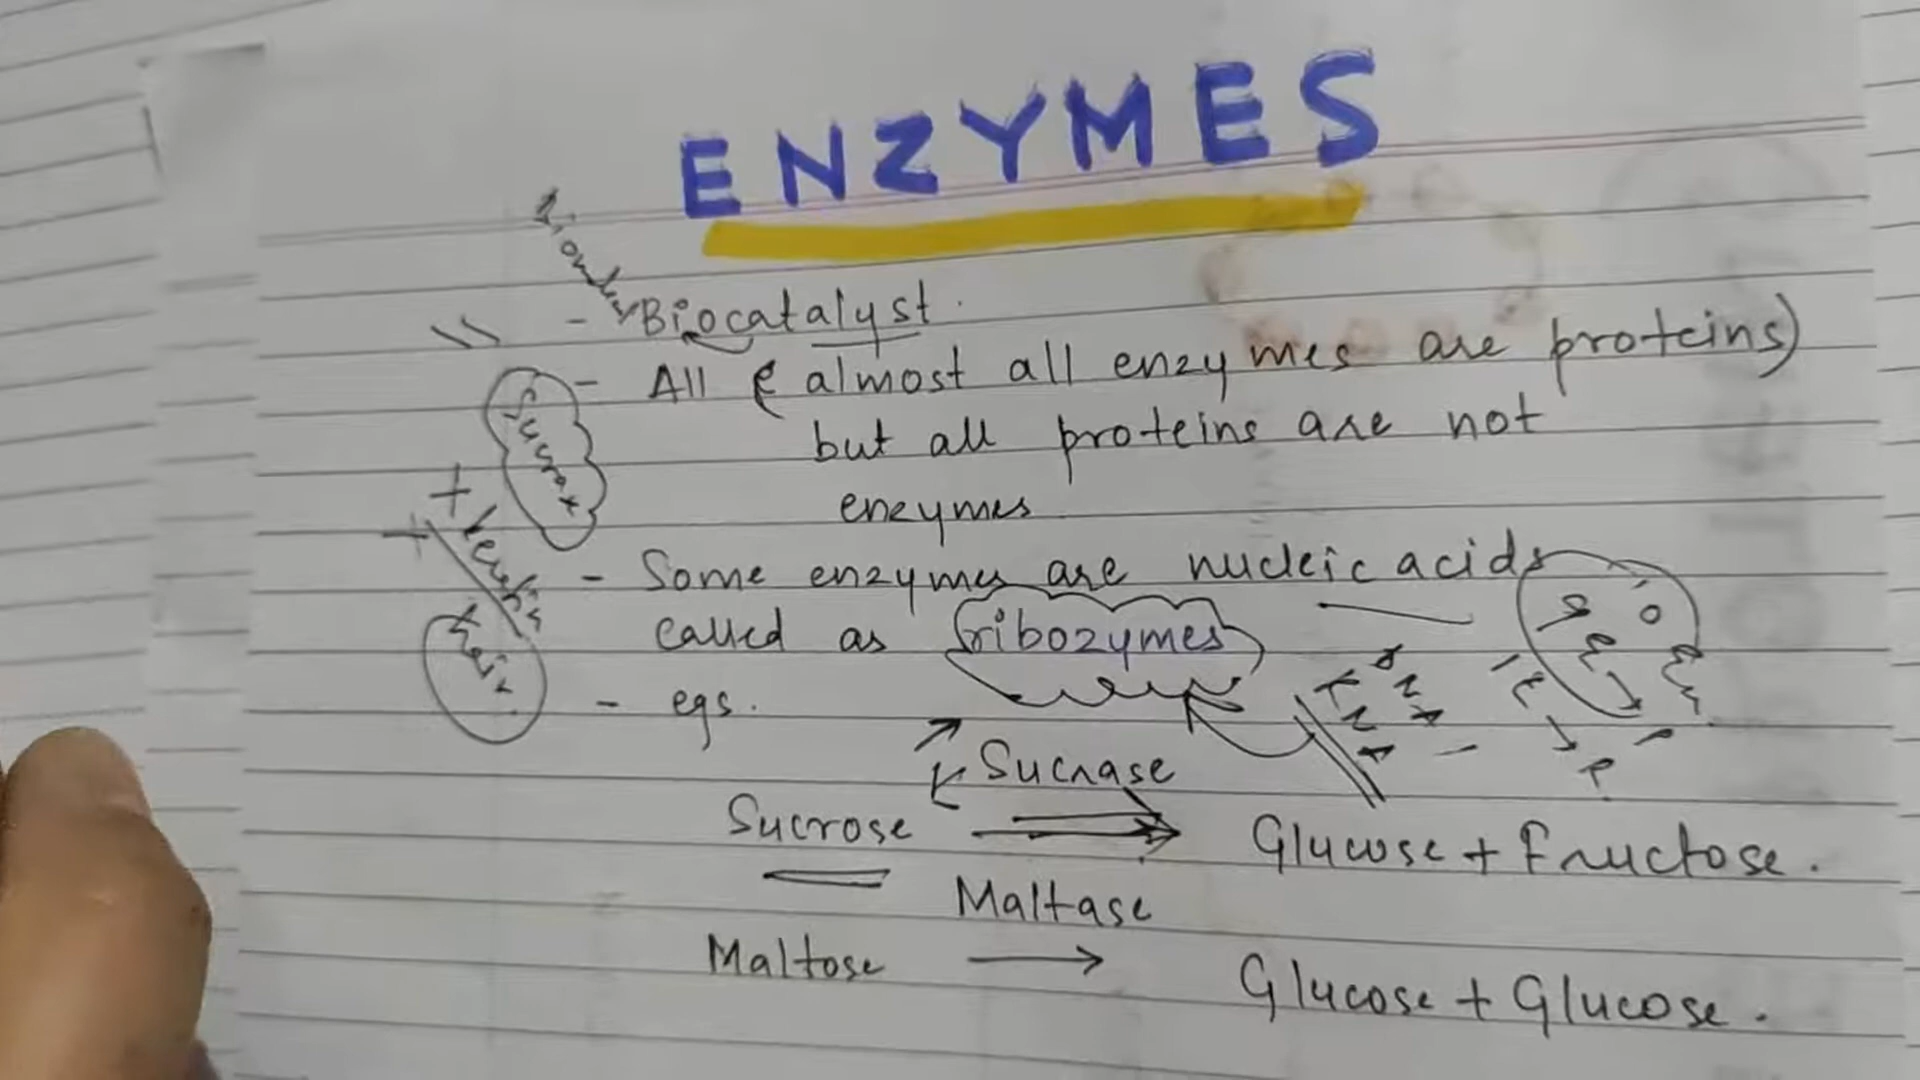 ENZYMES
- Biocatalyst.
- All ( almost all enzymes are proteins)
but all proteins are not
enzymes
- Some enzymes are nucleic acids
called as ribozymes
- egs.
Sucrase
Sucrose → Glucose + Fructose.
Maltase
Maltose → Glucose + Glucose.